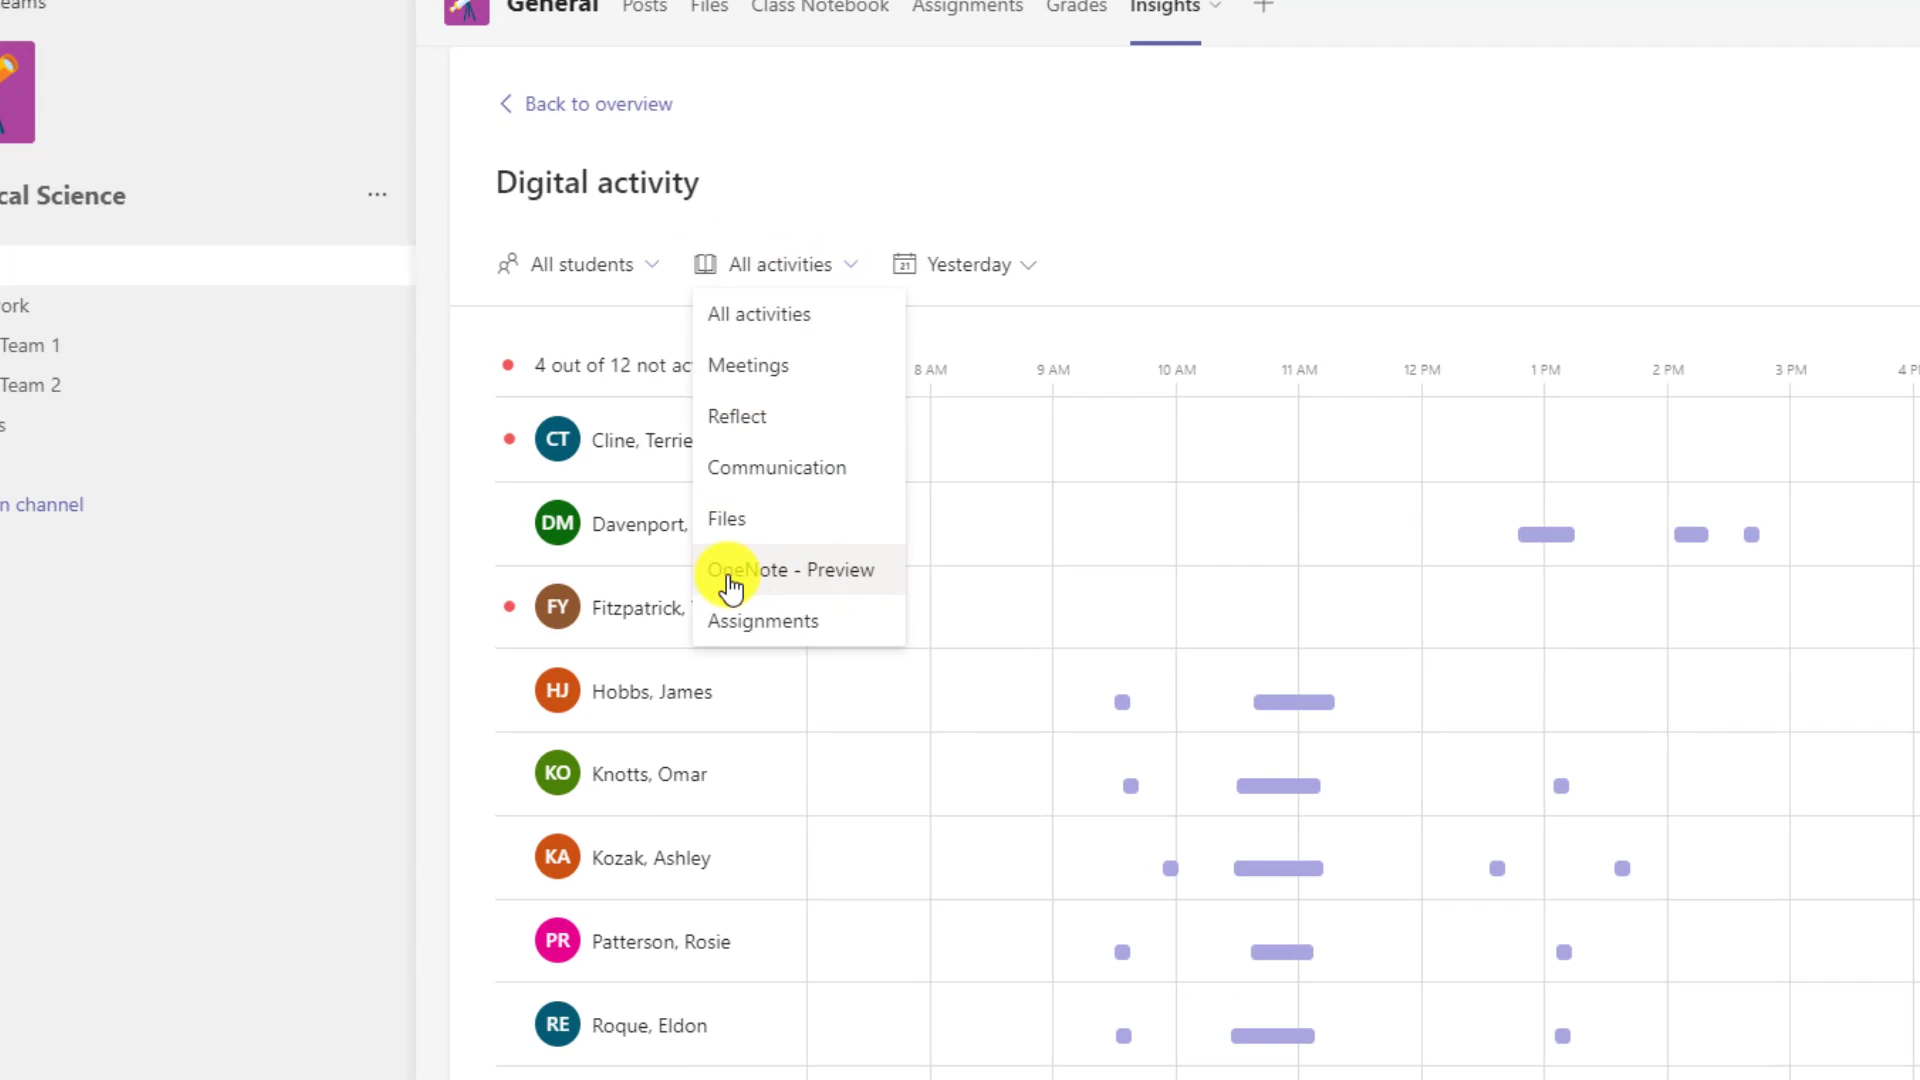 eams
General Posts Files Class Notebook Assignments Grades Insights
Back to overview
cal Science
Digital activity
All students All activities 21 Yesterday
ork
Team 1
Team 2
s
n channel
All activities
Meetings
Reflect
Communication
Files
OneNote - Preview
Assignments
4 out of 12 not ac
8 AM 9 AM 10 AM 11 AM 12 PM 1 PM 2 PM 3 PM 4 P
CT Cline, Terrie
DM Davenport,
FY Fitzpatrick,
HJ Hobbs, James
KO Knotts, Omar
KA Kozak, Ashley
PR Patterson, Rosie
RE Roque, Eldon